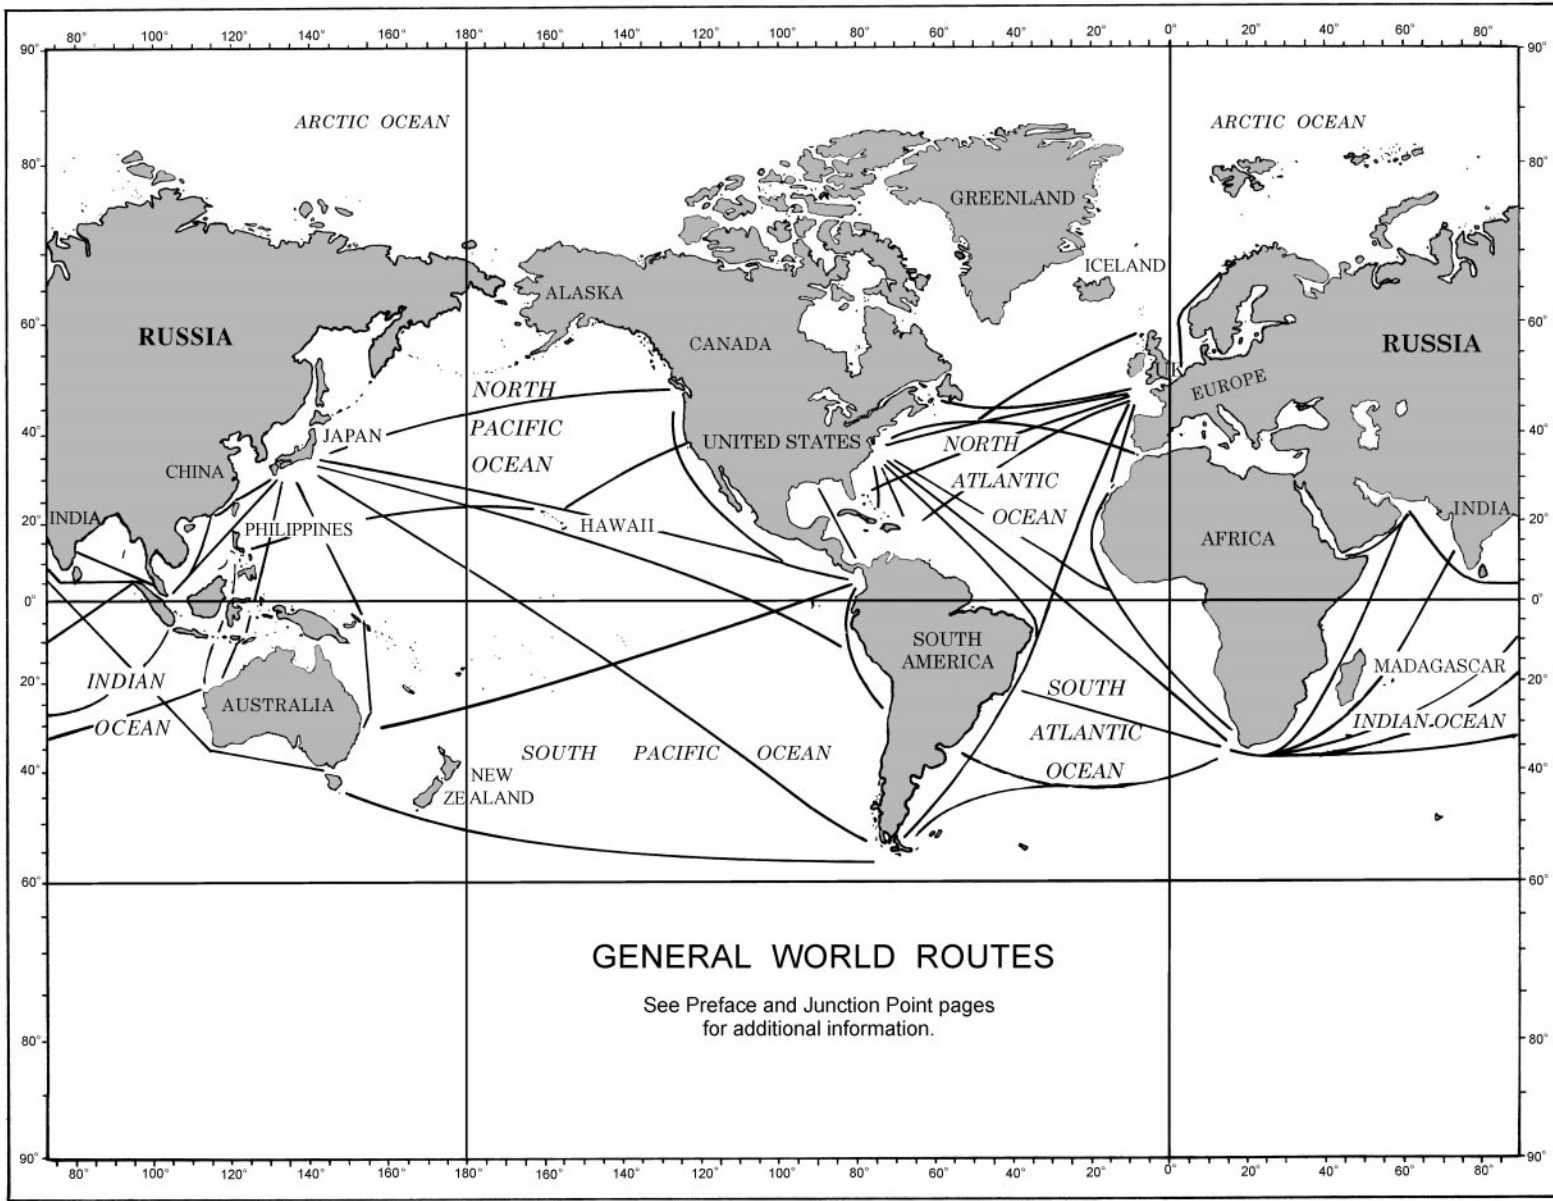 80° 100° 120° 140° 160° 180° 160° 140° 120° 100° 80° 60° 40° 20° 0° 20° 40° 60° 80°
90° 90°
ARCTIC OCEAN ARCTIC OCEAN
80° 80°
GREENLAND
ICELAND
ALASKA
60° 60°
RUSSIA CANADA RUSSIA
UK
EUROPE
NORTH
40° JAPAN PACIFIC UNITED STATES NORTH 40°
CHINA OCEAN
ATLANTIC
INDIA INDIA
20° PHILIPPINES HAWAII OCEAN 20°
AFRICA
0° 0°
SOUTH
AMERICA
MADAGASCAR
20° INDIAN SOUTH 20°
AUSTRALIA
OCEAN INDIAN OCEAN
ATLANTIC
SOUTH PACIFIC OCEAN
40° NEW OCEAN 40°
ZEALAND
60° 60°
GENERAL WORLD ROUTES
See Preface and Junction Point pages
for additional information.
80° 80°
90° 90°
80° 100° 120° 140° 160° 180° 160° 140° 120° 100° 80° 60° 40° 20° 0° 20° 40° 60° 80°